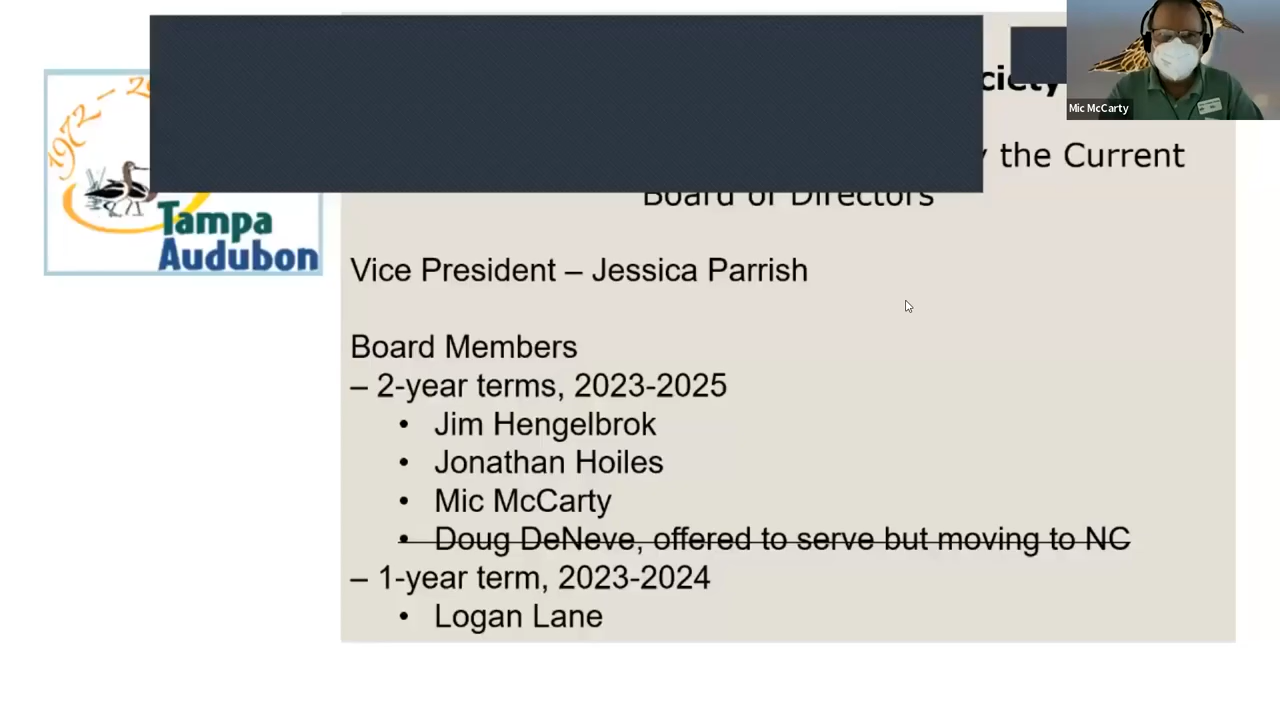 1972 - 20
ciety
Mic McCarty
the Current
Board of Directors
Tampa
Audubon
Vice President – Jessica Parrish
Board Members
– 2-year terms, 2023-2025
• Jim Hengelbrok
• Jonathan Hoiles
• Mic McCarty
• Doug DeNeve, offered to serve but moving to NC
– 1-year term, 2023-2024
• Logan Lane